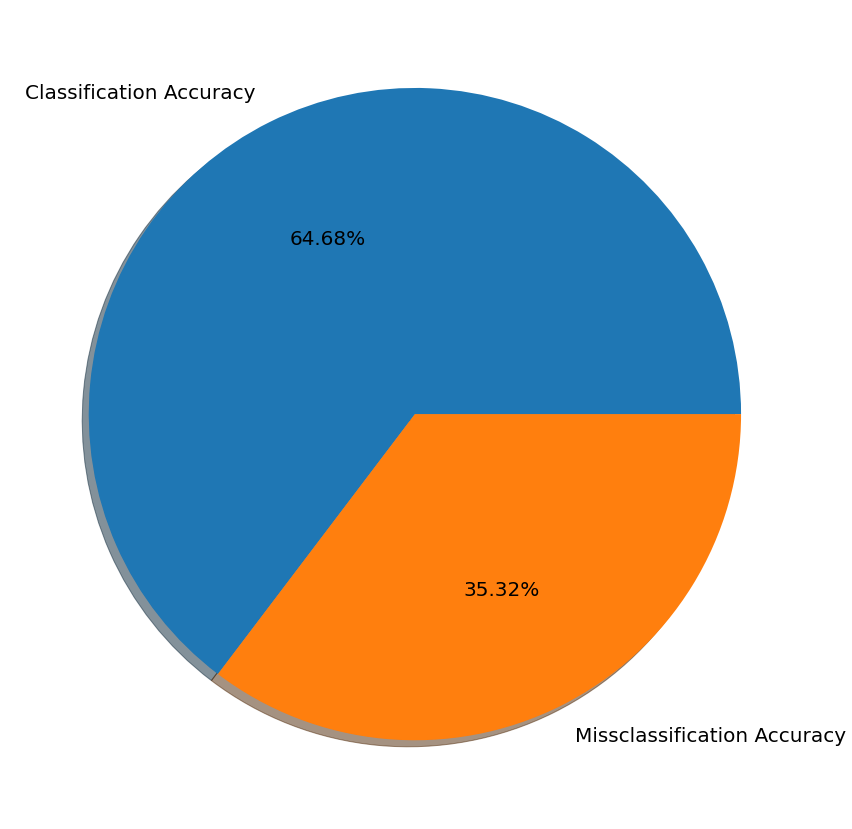 Classification Accuracy
64.68%
35.32%
Missclassification Accuracy